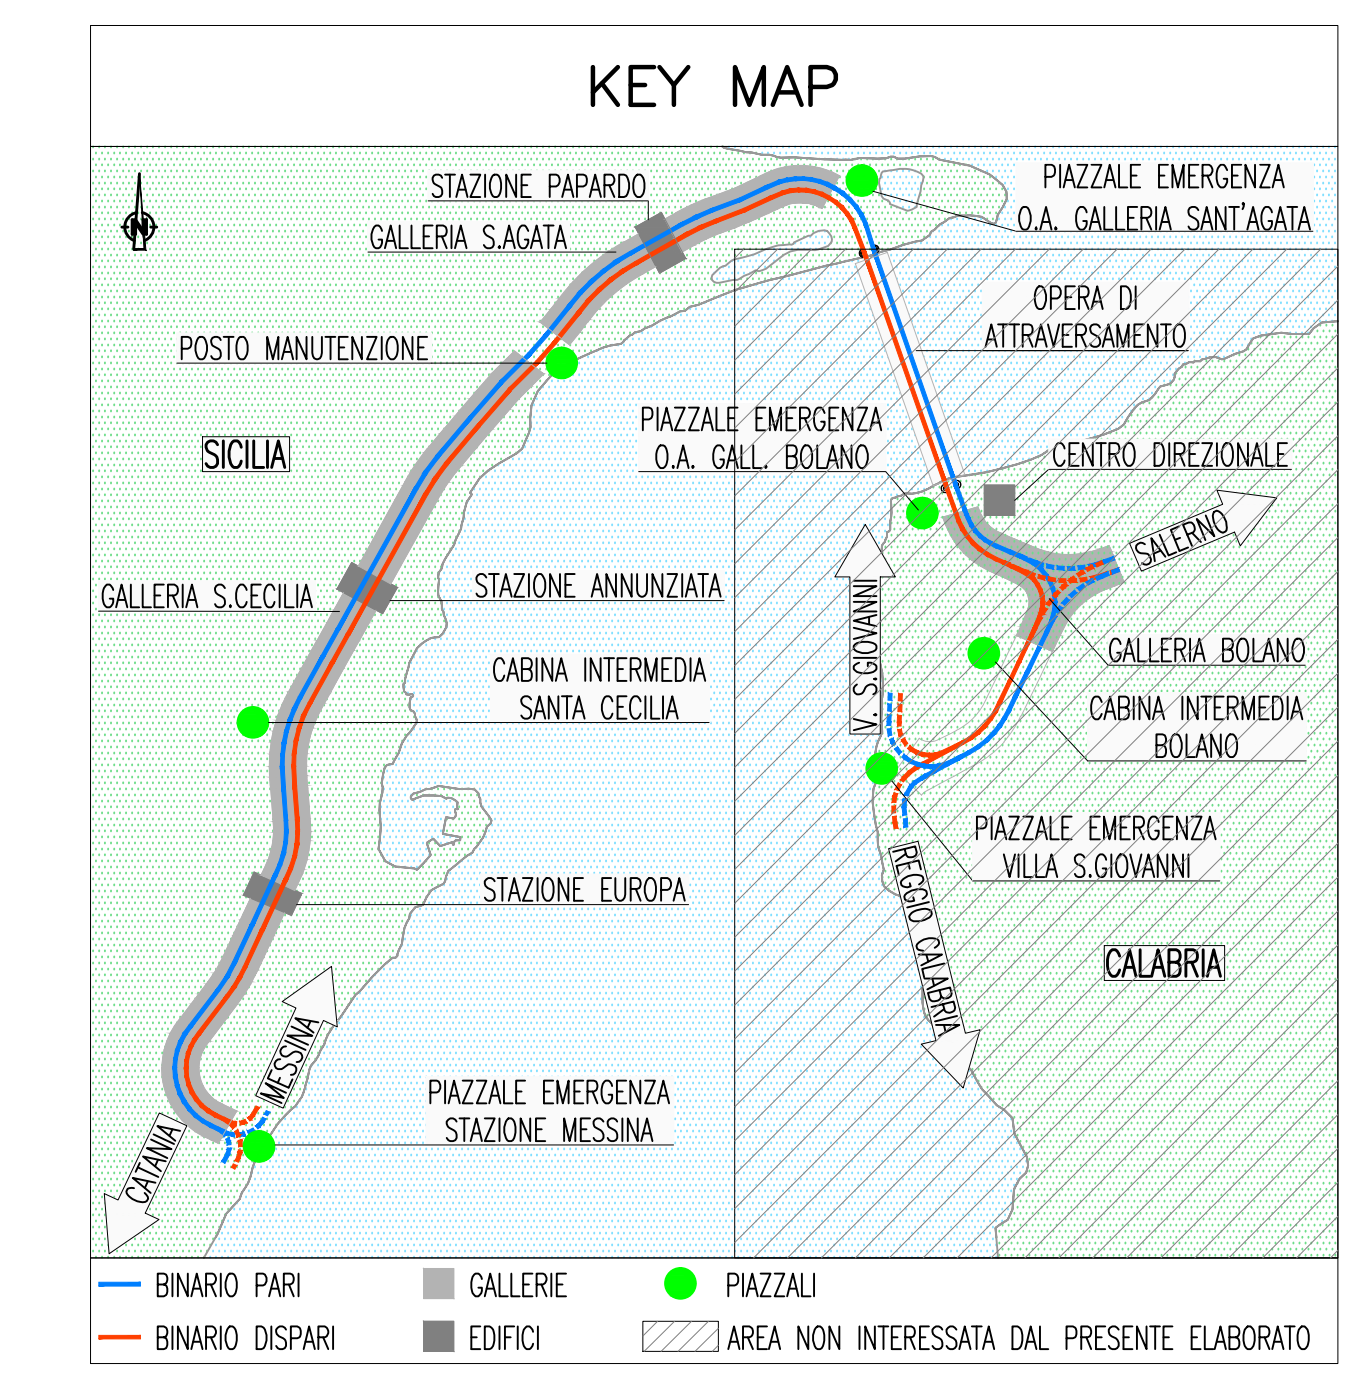 KEY MAP
N
STAZIONE PAPARDO
GALLERIA S.AGATA
PIAZZALE EMERGENZA
O.A. GALLERIA SANT'AGATA
OPERA DI
ATTRAVERSAMENTO
POSTO MANUTENZIONE
SICILIA
PIAZZALE EMERGENZA
O.A. GALL. BOLANO
CENTRO DIREZIONALE
SALERNO
GALLERIA S.CECILIA
STAZIONE ANNUNZIATA
V. S.GIOVANNI
GALLERIA BOLANO
CABINA INTERMEDIA
SANTA CECILIA
CABINA INTERMEDIA
BOLANO
PIAZZALE EMERGENZA
VILLA S.GIOVANNI
STAZIONE EUROPA
REGGIO CALABRIA
CALABRIA
MESSINA
PIAZZALE EMERGENZA
STAZIONE MESSINA
CATANIA
BINARIO PARI
GALLERIE
PIAZZALI
BINARIO DISPARI
EDIFICI
AREA NON INTERESSATA DAL PRESENTE ELABORATO